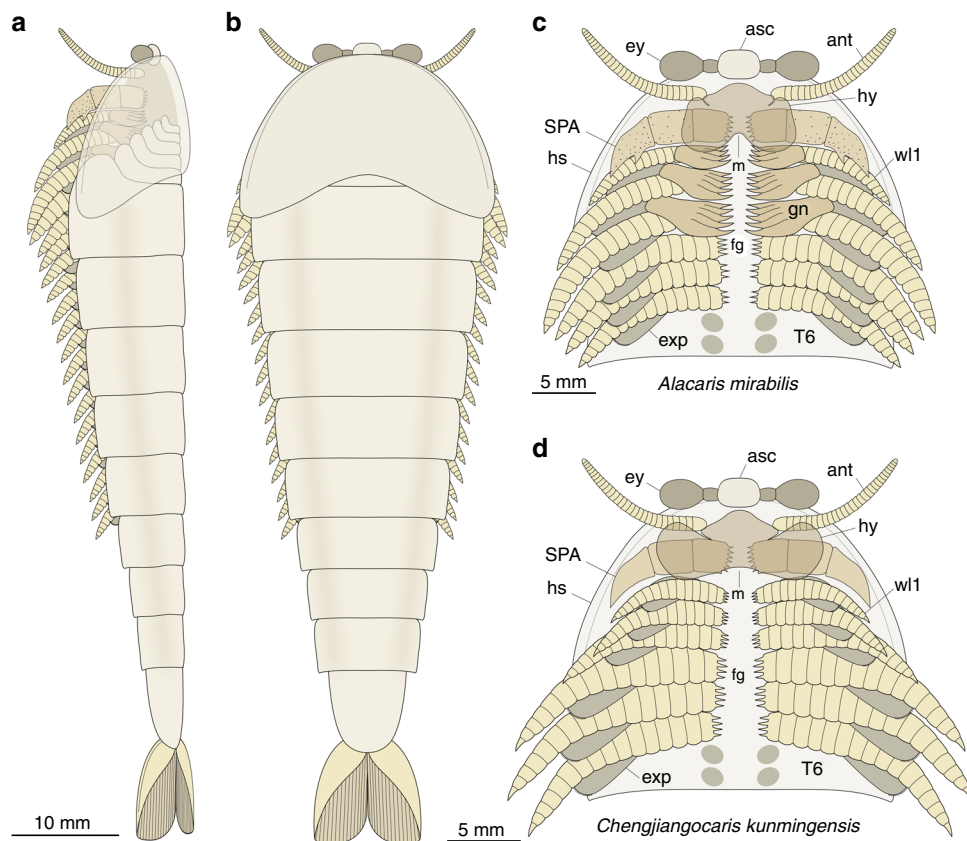 a
b
c
d
10 mm
5 mm
asc
ey
ant
hy
SPA
hs
wl1
m
gn
fg
T6
exp
5 mm
Alacaris mirabilis
asc
ey
ant
hy
SPA
hs
wl1
m
fg
T6
exp
Chengjiangocaris kunmingensis